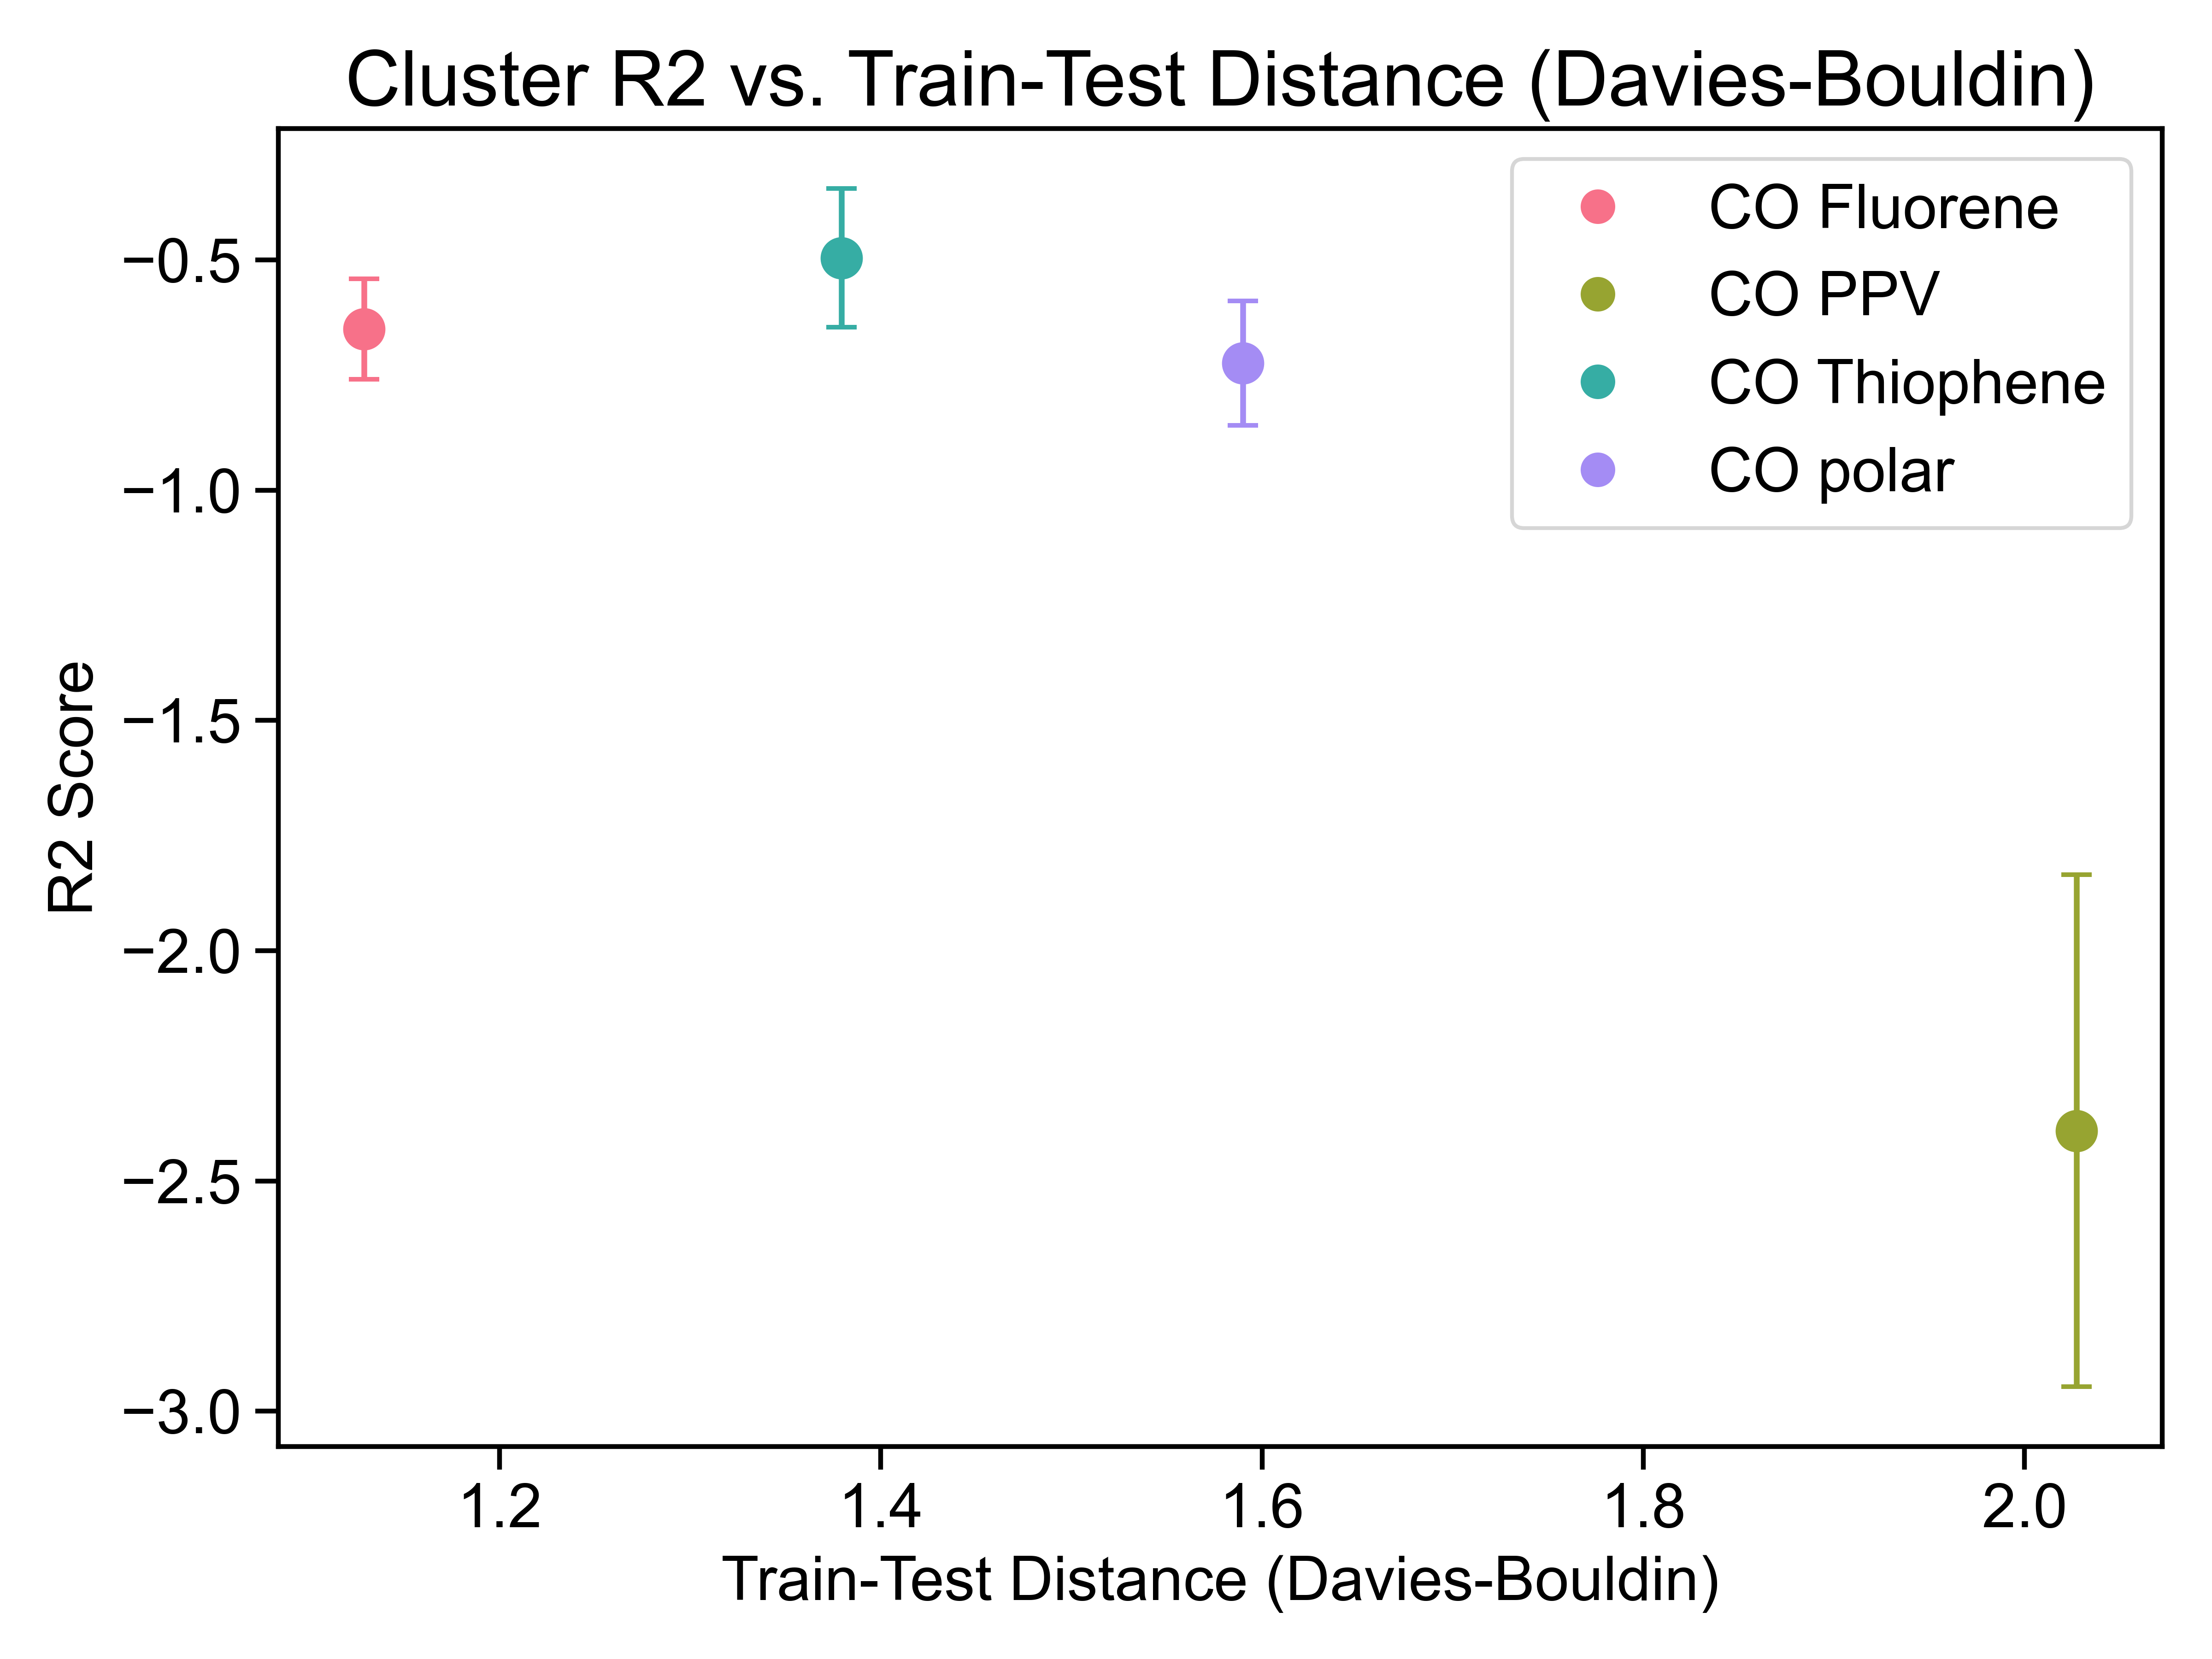 Cluster R2 vs. Train-Test Distance (Davies-Bouldin)
CO Fluorene
CO PPV
CO Thiophene
CO polar
R2 Score
−0.5
−1.0
−1.5
−2.0
−2.5
−3.0
1.2
1.4
1.6
1.8
2.0
Train-Test Distance (Davies-Bouldin)